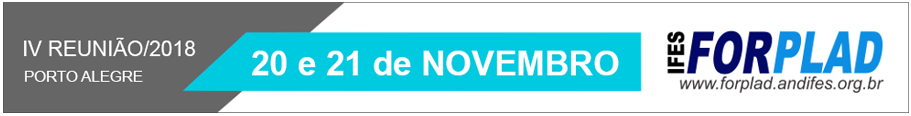 IV REUNIÃO/2018
PORTO ALEGRE
20 e 21 de NOVEMBRO
IFES
FORPLAD
www.forplad.andifes.org.br